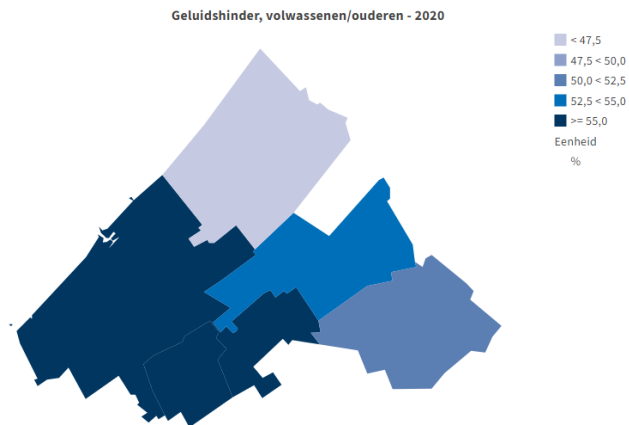 Geluidshinder, volwassenen/ouderen - 2020
< 47,5
47,5 < 50,0
50,0 < 52,5
52,5 < 55,0
>= 55,0
Eenheid
%